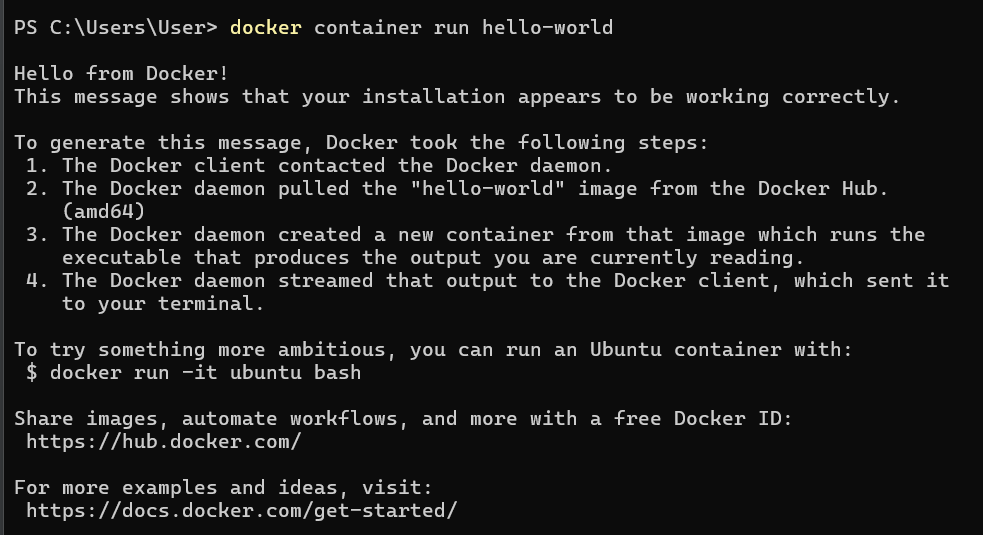 PS C:\Users\User> docker container run hello-world
Hello from Docker!
This message shows that your installation appears to be working correctly.
To generate this message, Docker took the following steps:
1. The Docker client contacted the Docker daemon.
2. The Docker daemon pulled the "hello-world" image from the Docker Hub.
(amd64)
3. The Docker daemon created a new container from that image which runs the
executable that produces the output you are currently reading.
4. The Docker daemon streamed that output to the Docker client, which sent it
to your terminal.
To try something more ambitious, you can run an Ubuntu container with:
$ docker run -it ubuntu bash
Share images, automate workflows, and more with a free Docker ID:
https://hub.docker.com/
For more examples and ideas, visit:
https://docs.docker.com/get-started/